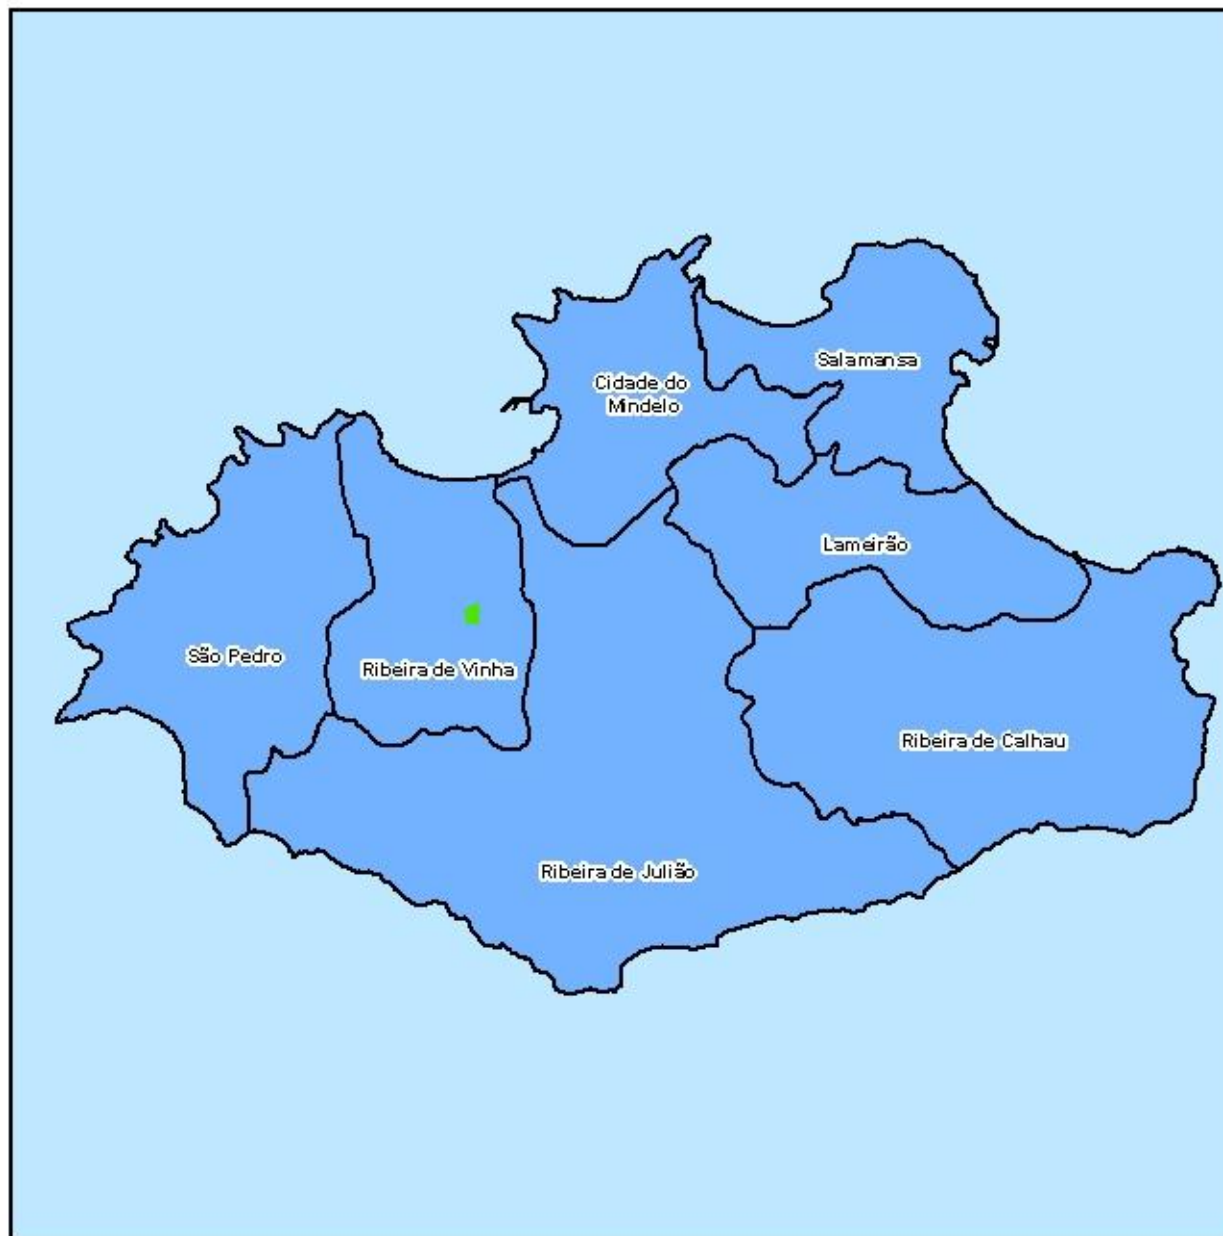 Salamansa
Cidade do
Mindelo
Lameirão
São Pedro
Ribeira de Vinha
Ribeira de Calhau
Ribeira de Julião